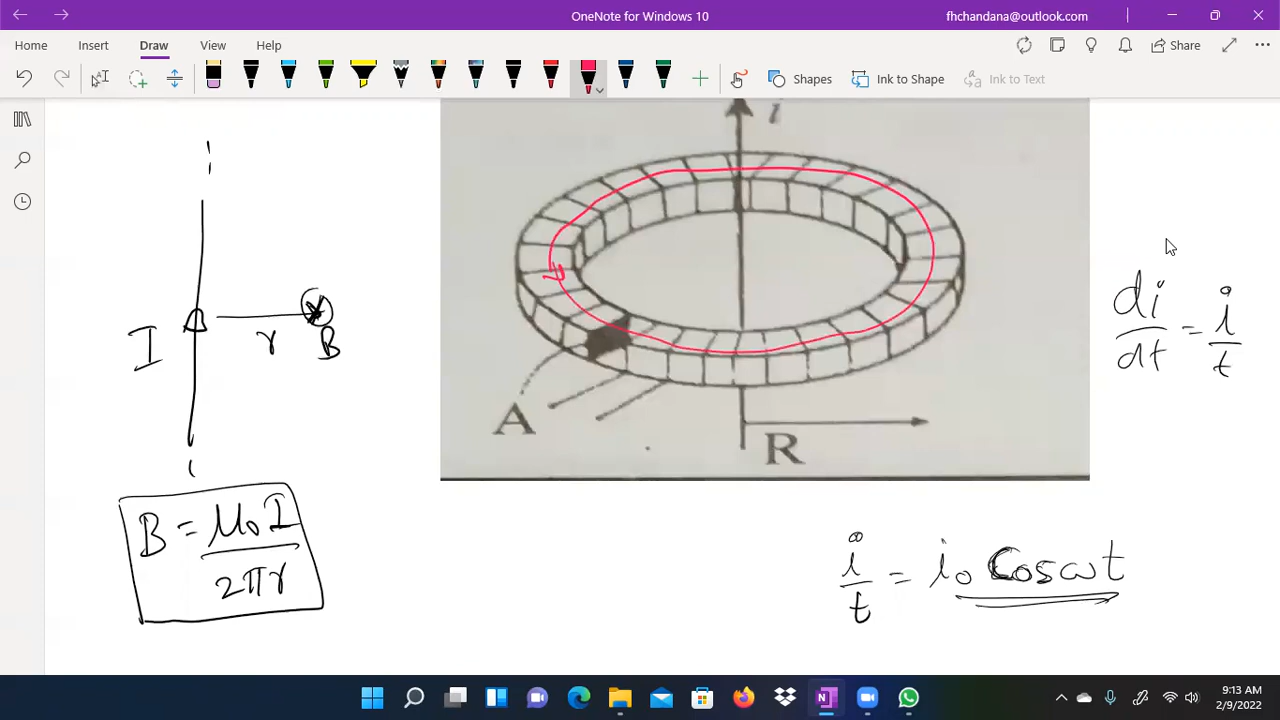 OneNote for Windows 10
fhchandana@outlook.com
Home
Insert
Draw
View
Help
Share
Shapes
Ink to Shape
Ink to Text
i
I
r
B
A
R
di/dt = i/t
B = μ₀I/2πr
i/t = i₀ cosωt
9:13 AM
2/9/2022